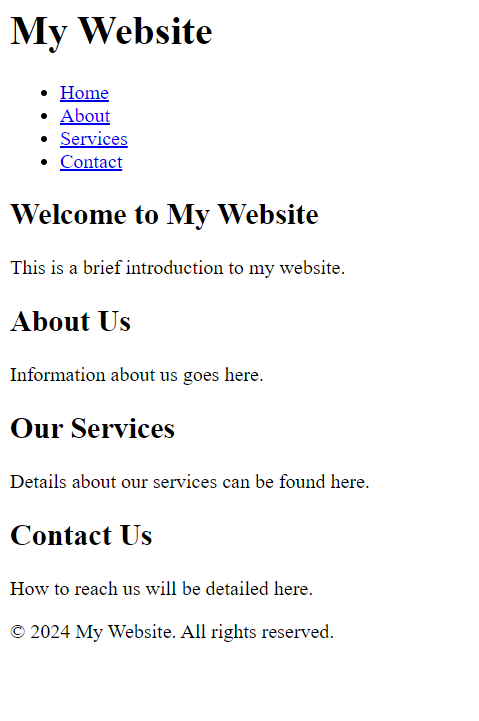 My Website
Home
About
Services
Contact
Welcome to My Website
This is a brief introduction to my website.
About Us
Information about us goes here.
Our Services
Details about our services can be found here.
Contact Us
How to reach us will be detailed here.
© 2024 My Website. All rights reserved.